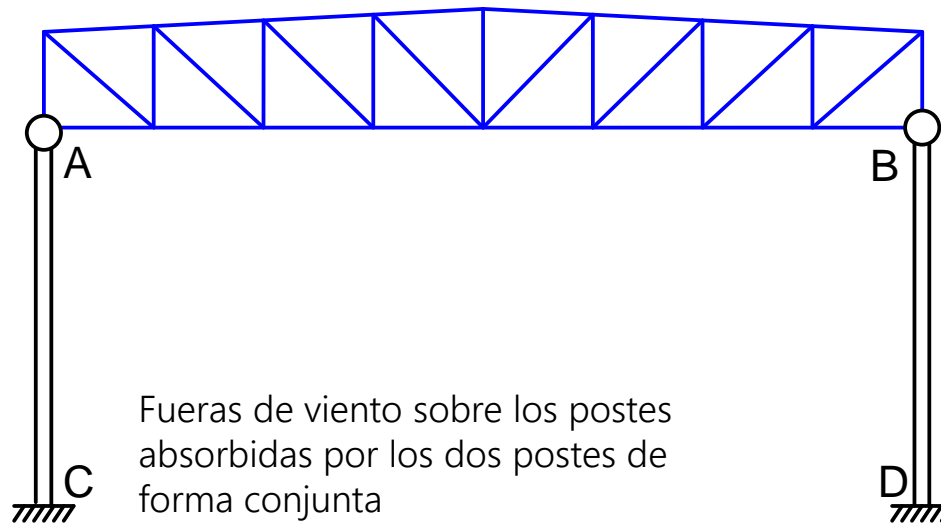 A
B
Fueras de viento sobre los postes
absorbidas por los dos postes de
forma conjunta
C
D